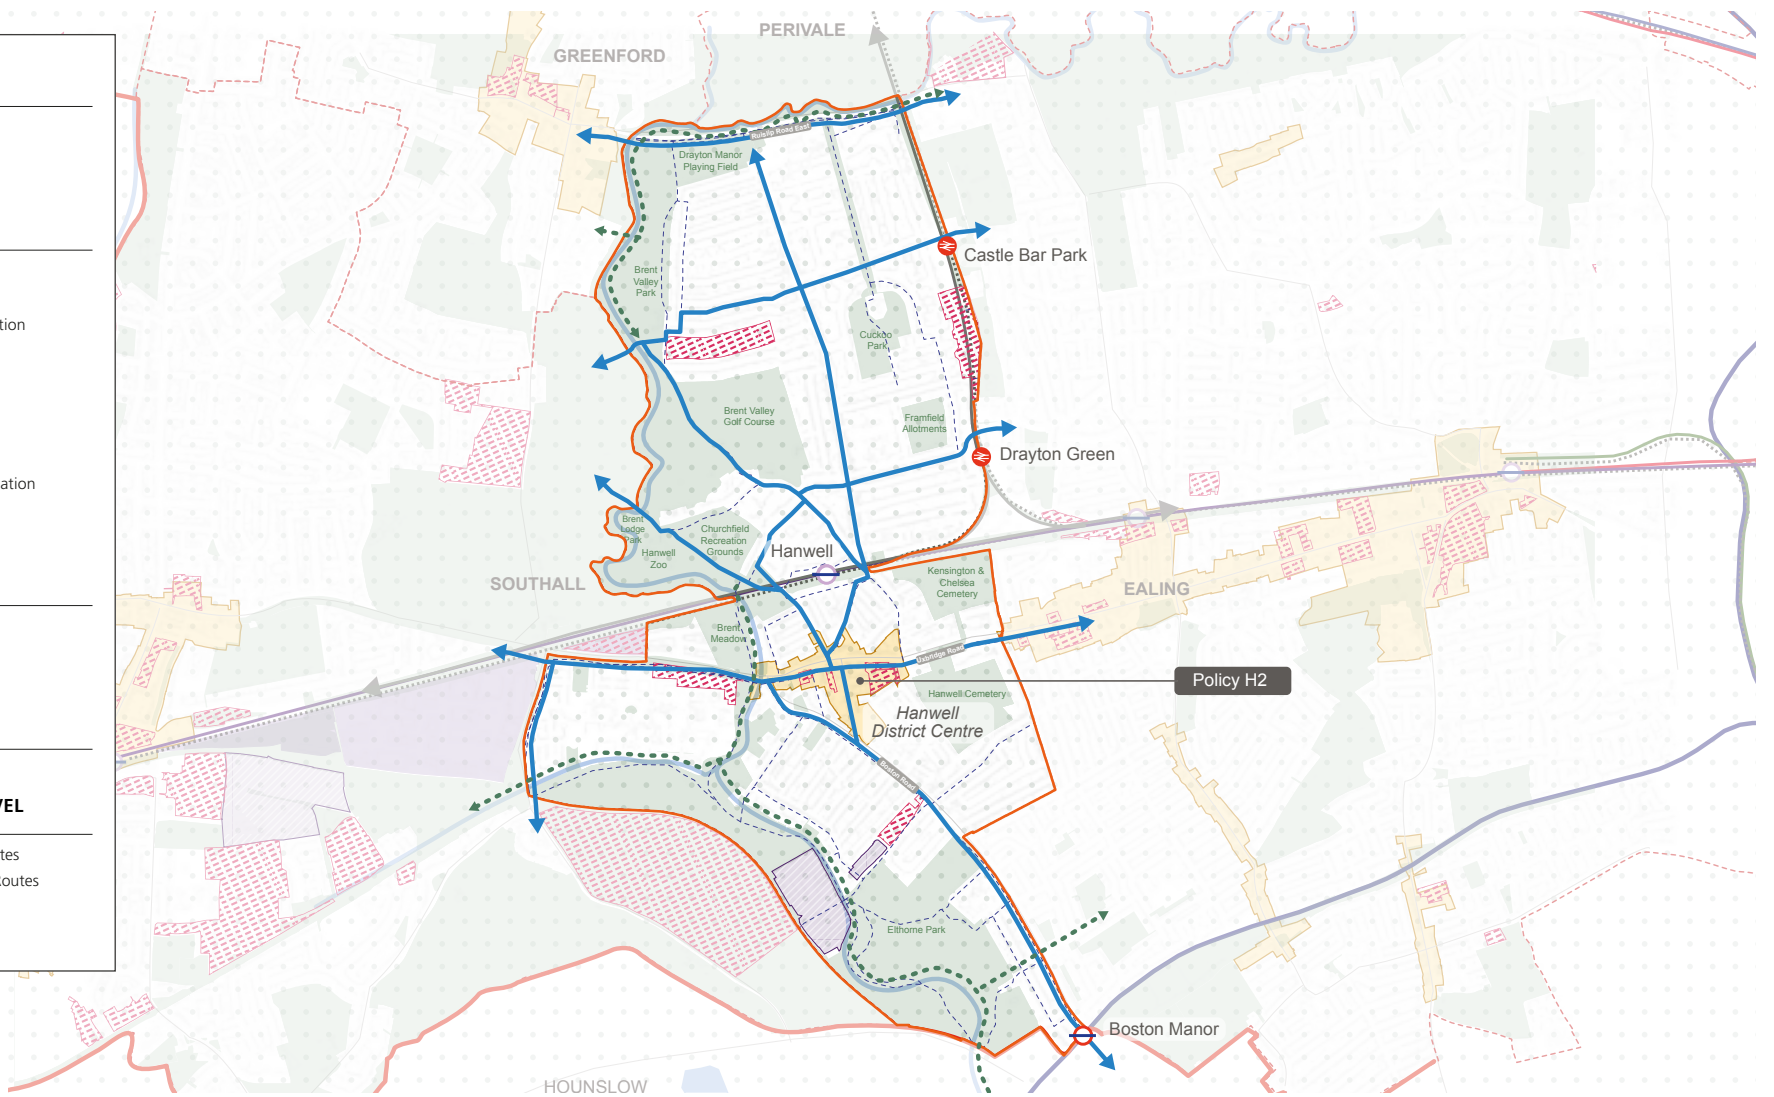 PERIVALE
GREENFORD
Ruislip Road East
Drayton Manor
Playing Field
Castle Bar Park
Brent
Valley
Park
tion
Cuckoo
Park
Brent Valley
Golf Course
Framfield
Allotments
Drayton Green
ation
Brent
Lodge
Park
Churchfield
Recreation
Grounds
Hanwell
Zoo
Hanwell
Kensington &
Chelsea
Cemetery
SOUTHALL
EALING
Brent
Meadow
Uxbridge Road
Policy H2
Hanwell Cemetery
Hanwell
District Centre
Boston Road
VEL
tes
Routes
Elthorne Park
Boston Manor
HOUNSLOW